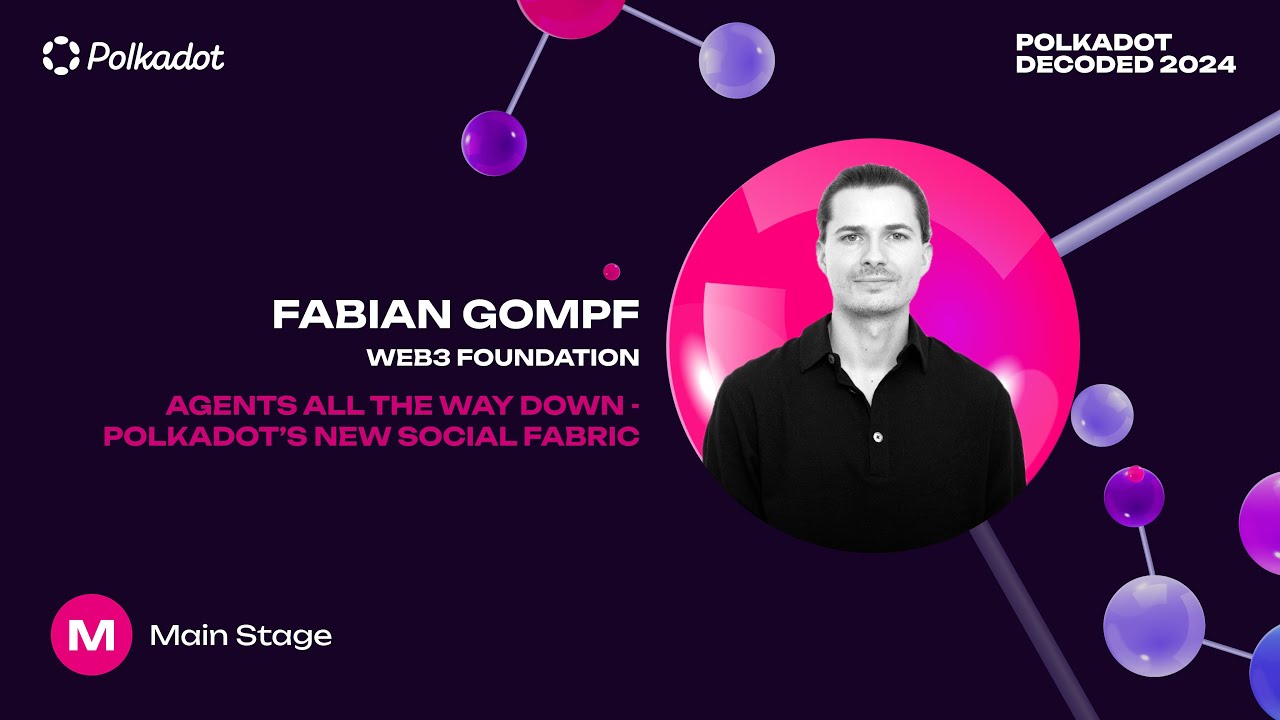 Polkadot
POLKADOT
DECODED 2024
FABIAN GOMPF
WEB3 FOUNDATION
AGENTS ALL THE WAY DOWN -
POLKADOT'S NEW SOCIAL FABRIC
M
Main Stage